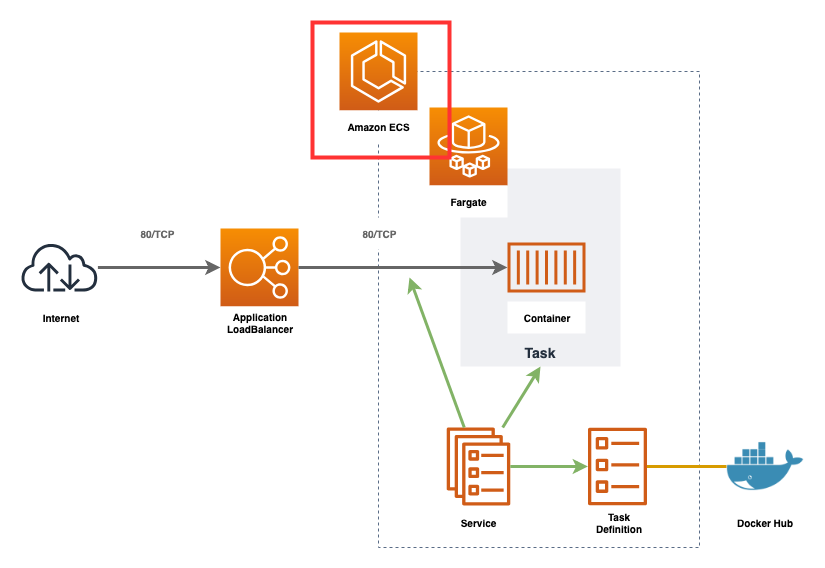 Amazon ECS
Fargate
80/TCP
80/TCP
Internet
Application
LoadBalancer
Container
Task
Service
Task
Definition
Docker Hub